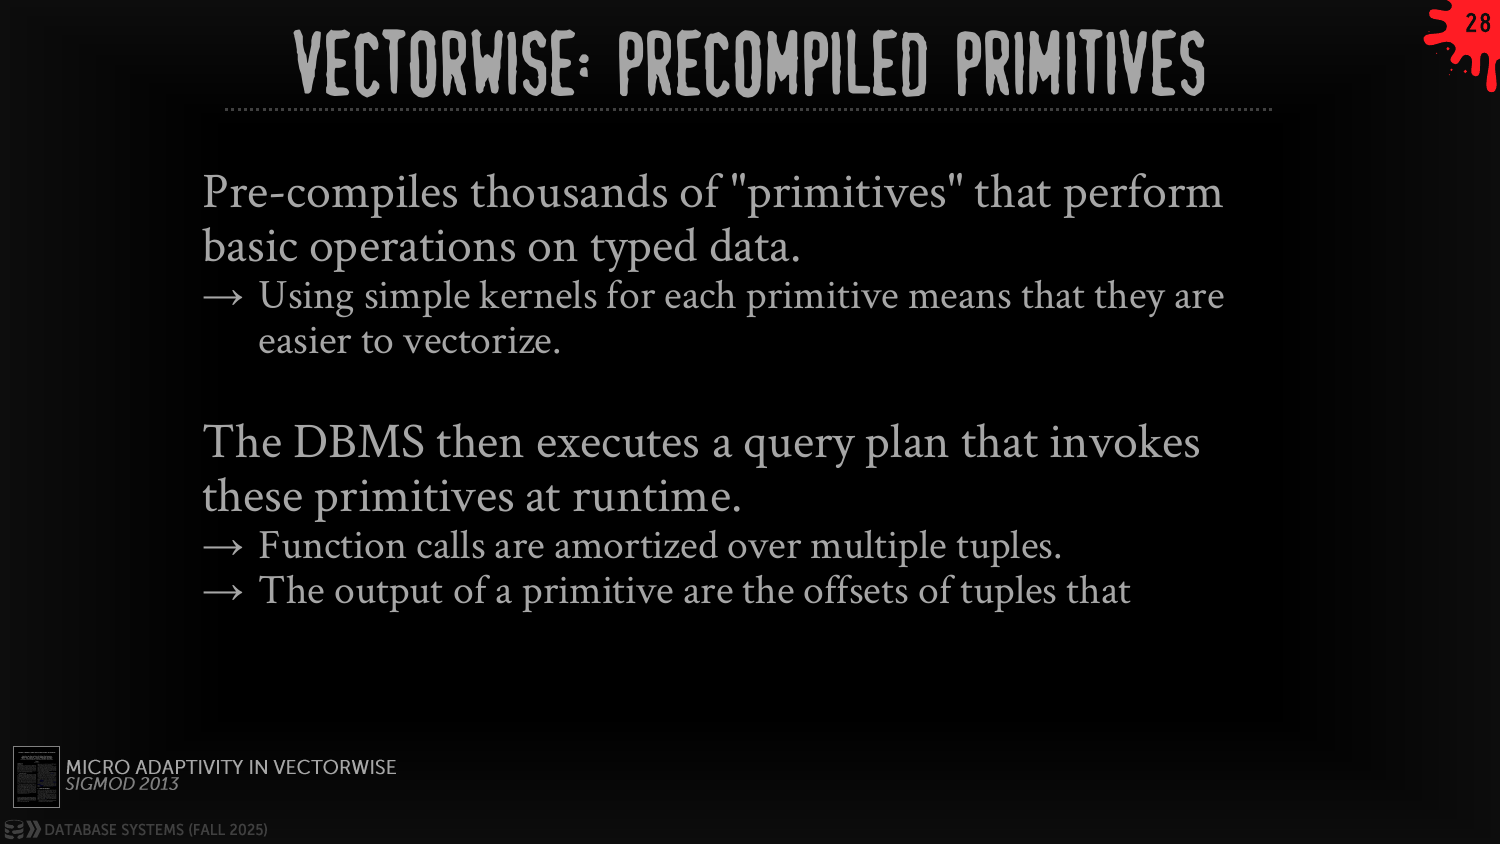 VECTORWISE: PRECOMPILED PRIMITIVES
28
Pre-compiles thousands of "primitives" that perform
basic operations on typed data.
→ Using simple kernels for each primitive means that they are
easier to vectorize.
The DBMS then executes a query plan that invokes
these primitives at runtime.
→ Function calls are amortized over multiple tuples.
→ The output of a primitive are the offsets of tuples that
MICRO ADAPTIVITY IN VECTORWISE
SIGMOD 2013
DATABASE SYSTEMS (FALL 2025)